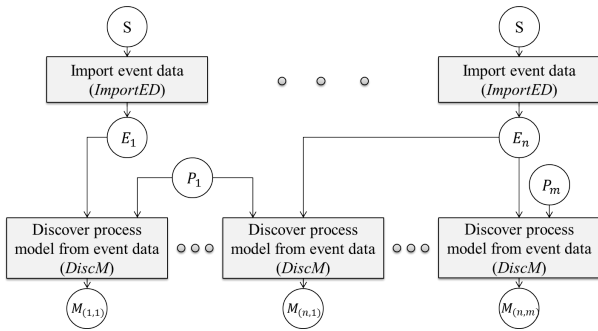 S
S
Import event data
(ImportED)
Import event data
(ImportED)
E1
En
P1
Pm
Discover process
model from event data
(DiscM)
Discover process
model from event data
(DiscM)
Discover process
model from event data
(DiscM)
M(1,1)
M(n,1)
M(n,m)